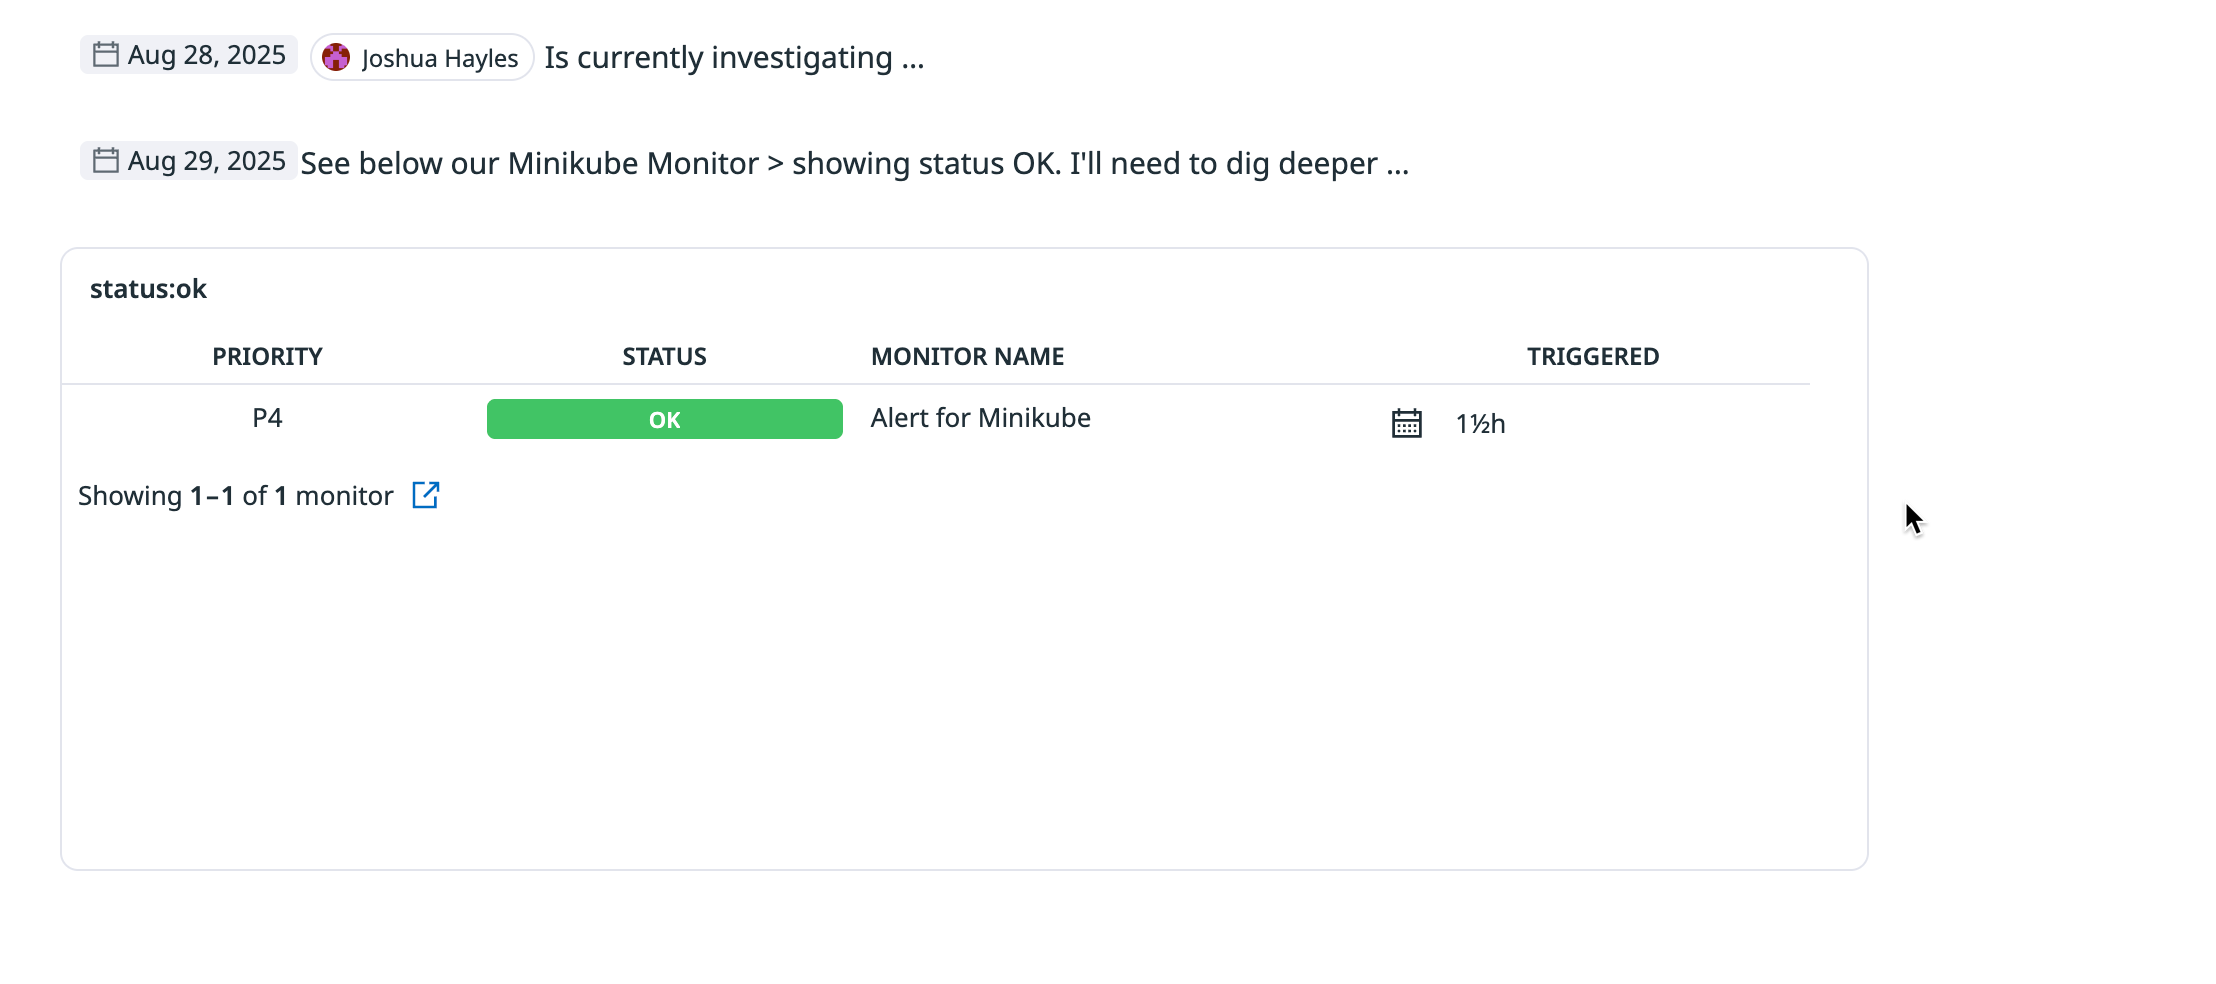 Aug 28, 2025 Joshua Hayles Is currently investigating ...
Aug 29, 2025 See below our Minikube Monitor > showing status OK. I'll need to dig deeper ...
status:ok
PRIORITY STATUS MONITOR NAME TRIGGERED
P4 OK Alert for Minikube 1½h
Showing 1–1 of 1 monitor